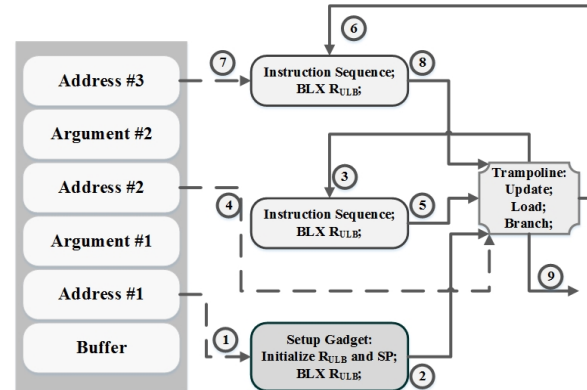 6
Address #3
7
Instruction Sequence;
BLX RULB;
8
Argument #2
Address #2
3
Trampoline:
Update;
Load;
Branch;
4
Instruction Sequence;
BLX RULB;
5
Argument #1
Address #1
9
1
Setup Gadget:
Initialize RULB and SP;
BLX RULB;
2
Buffer